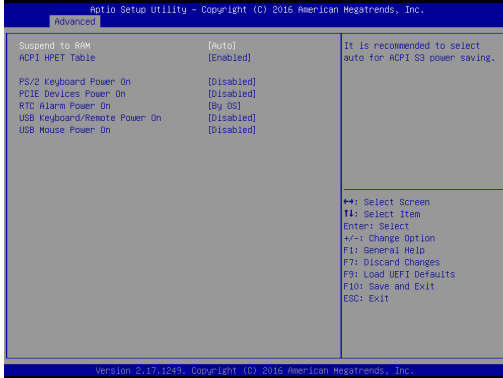 Aptio Setup Utility – Copyright (C) 2016 American Megatrends, Inc.
Advanced
Suspend to RAM [Auto]
ACPI HPET Table [Enabled]
PS/2 Keyboard Power On [Disabled]
PCIE Devices Power On [Disabled]
RTC Alarm Power On [By OS]
USB Keyboard/Remote Power On [Disabled]
USB Mouse Power On [Disabled]
It is recommended to select
auto for ACPI S3 power saving.
↔: Select Screen
↑↓: Select Item
Enter: Select
+/-: Change Option
F1: General Help
F7: Discard Changes
F9: Load UEFI Defaults
F10: Save and Exit
ESC: Exit
Version 2.17.1249. Copyright (C) 2016 American Megatrends, Inc.